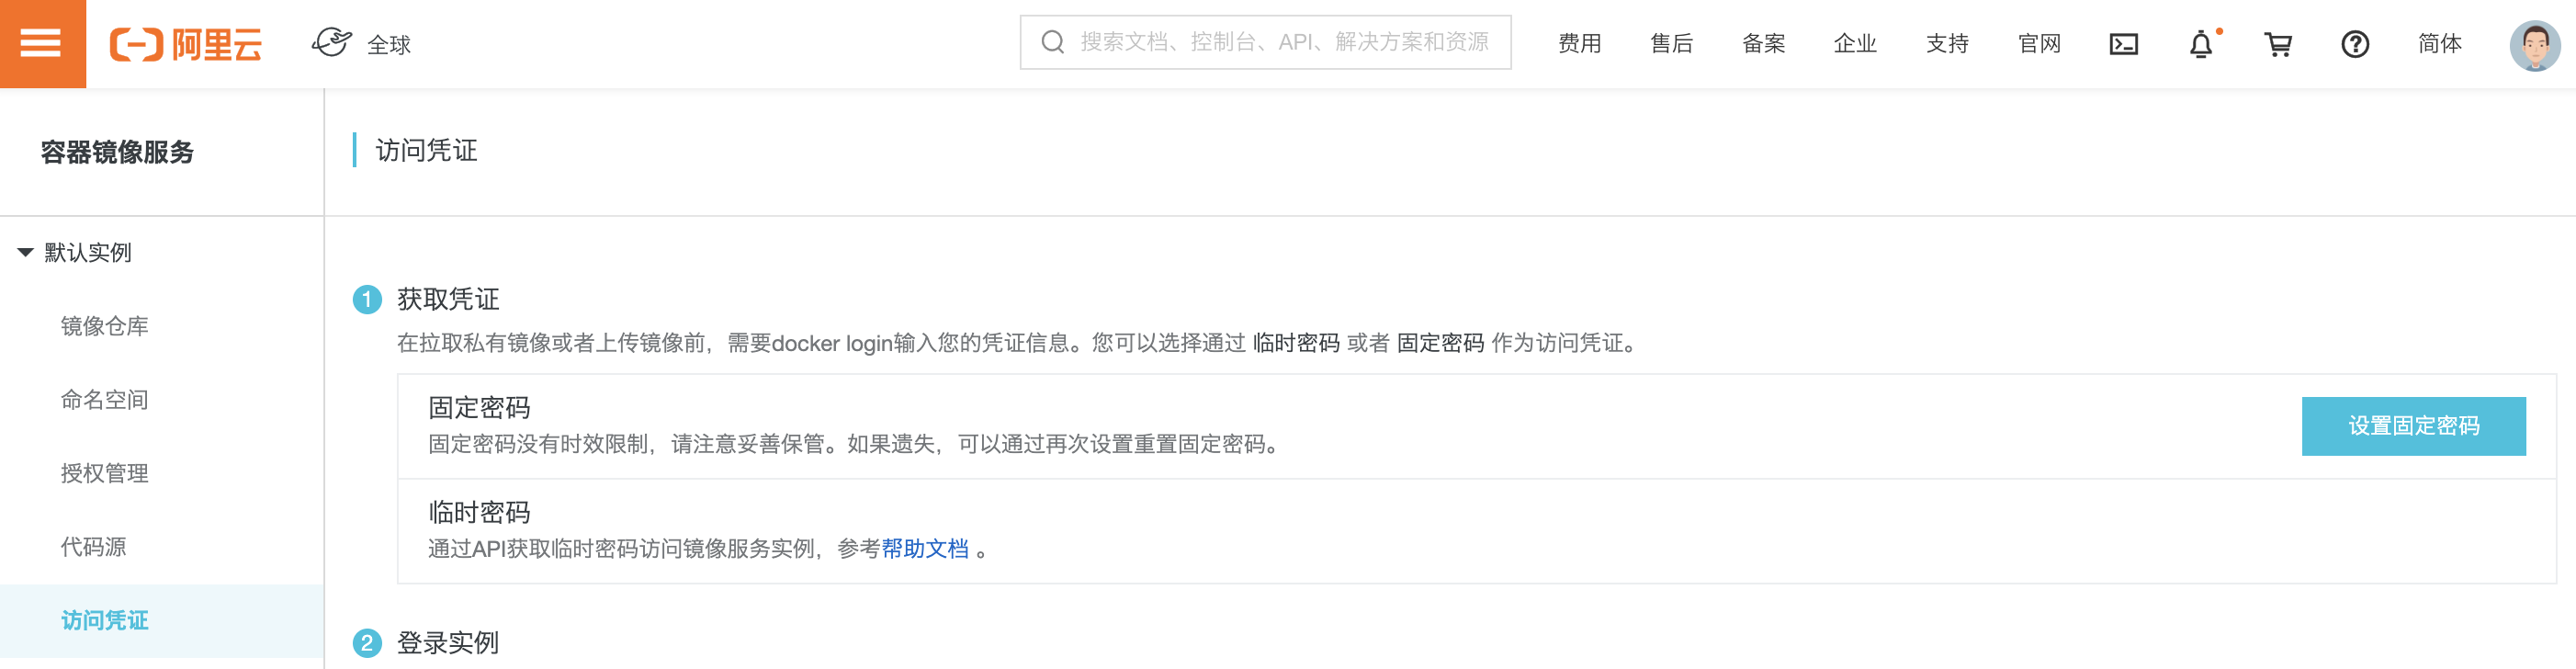 阿里云
全球
搜索文档、控制台、API、解决方案和资源
费用
售后
备案
企业
支持
官网
简体
容器镜像服务
默认实例
镜像仓库
命名空间
授权管理
代码源
访问凭证
访问凭证
1 获取凭证
在拉取私有镜像或者上传镜像前，需要docker login输入您的凭证信息。您可以选择通过 临时密码 或者 固定密码 作为访问凭证。
固定密码
固定密码没有时效限制，请注意妥善保管。如果遗失，可以通过再次设置重置固定密码。
设置固定密码
临时密码
通过API获取临时密码访问镜像服务实例，参考帮助文档 。
2 登录实例